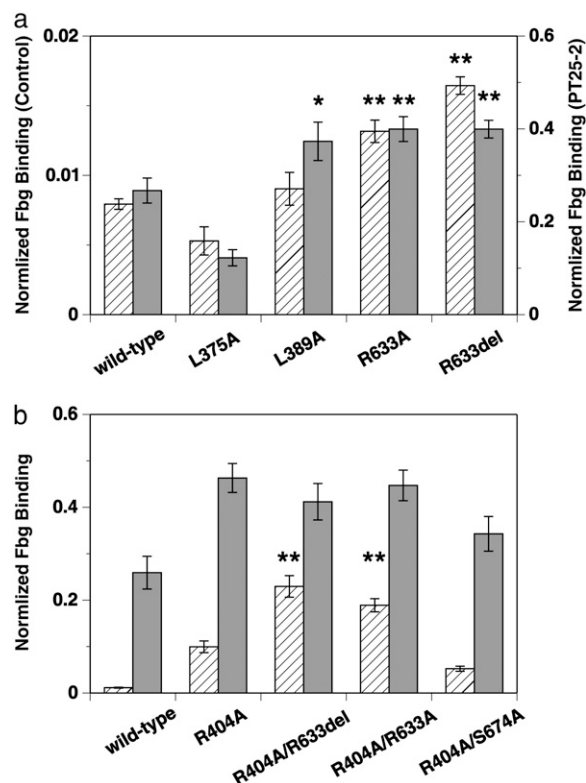 a
Normlized Fbg Binding (Control)
0.02
0.01
0
Normlized Fbg Binding (PT25-2)
0.6
0.4
0.2
0
*
**
**
**
**
wild-type
L375A
L389A
R633A
R633del
b
Normlized Fbg Binding
0.6
0.4
0.2
0
**
**
wild-type
R404A
R404A/R633del
R404A/R633A
R404A/S674A